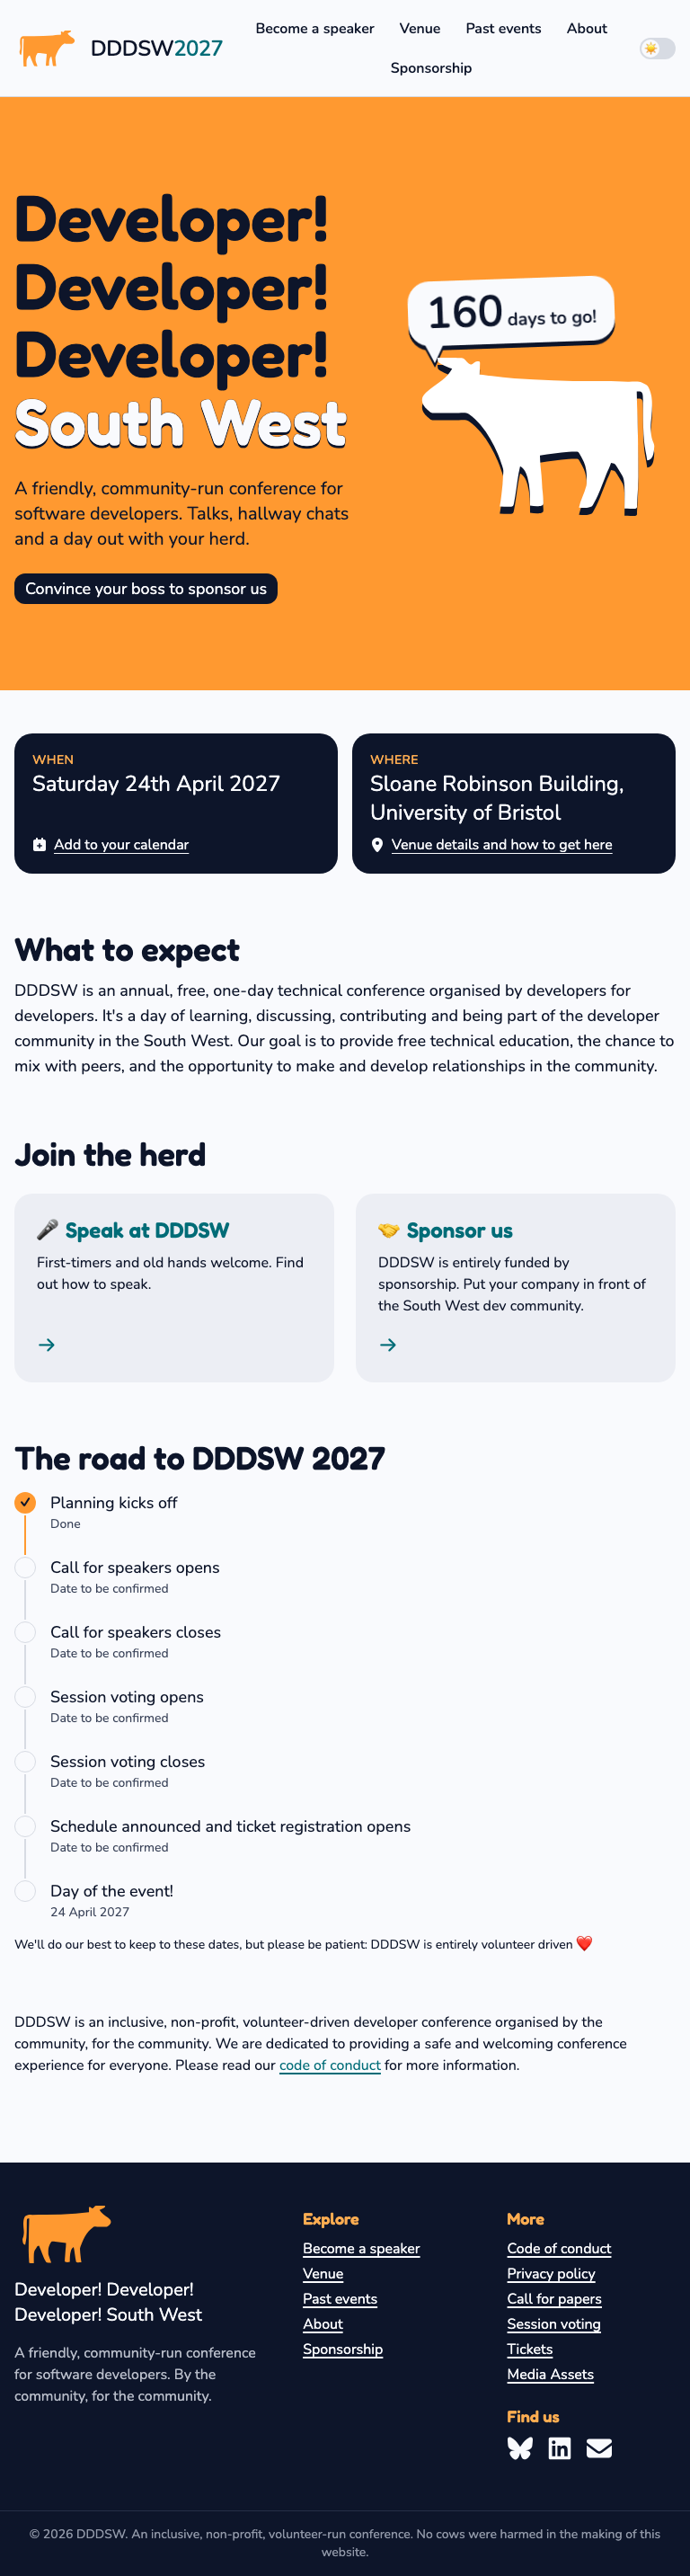 DDDSW2027
Become a speaker Venue Past events About
Sponsorship
Developer!
Developer!
Developer!
South West
160 days to go!
A friendly, community-run conference for
software developers. Talks, hallway chats
and a day out with your herd.
Convince your boss to sponsor us
WHEN
Saturday 24th April 2027
Add to your calendar
WHERE
Sloane Robinson Building,
University of Bristol
Venue details and how to get here
What to expect
DDDSW is an annual, free, one-day technical conference organised by developers for
developers. It's a day of learning, discussing, contributing and being part of the developer
community in the South West. Our goal is to provide free technical education, the chance to
mix with peers, and the opportunity to make and develop relationships in the community.
Join the herd
🎤 Speak at DDDSW
First-timers and old hands welcome. Find
out how to speak.
→
🤝 Sponsor us
DDDSW is entirely funded by
sponsorship. Put your company in front of
the South West dev community.
→
The road to DDDSW 2027
Planning kicks off
Done
Call for speakers opens
Date to be confirmed
Call for speakers closes
Date to be confirmed
Session voting opens
Date to be confirmed
Session voting closes
Date to be confirmed
Schedule announced and ticket registration opens
Date to be confirmed
Day of the event!
24 April 2027
We'll do our best to keep to these dates, but please be patient: DDDSW is entirely volunteer driven ❤️
DDDSW is an inclusive, non-profit, volunteer-driven developer conference organised by the
community, for the community. We are dedicated to providing a safe and welcoming conference
experience for everyone. Please read our code of conduct for more information.
Developer! Developer!
Developer! South West
A friendly, community-run conference
for software developers. By the
community, for the community.
Explore
Become a speaker
Venue
Past events
About
Sponsorship
More
Code of conduct
Privacy policy
Call for papers
Session voting
Tickets
Media Assets
Find us
© 2026 DDDSW. An inclusive, non-profit, volunteer-run conference. No cows were harmed in the making of this
website.